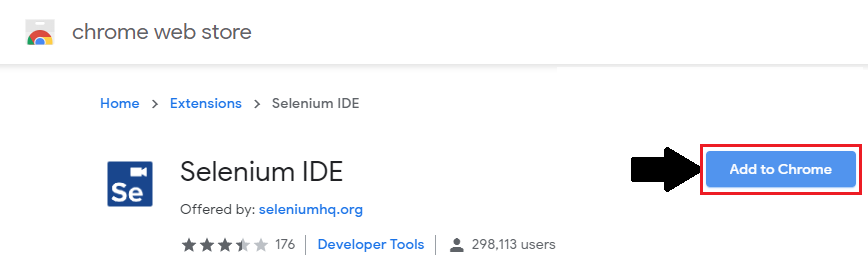 chrome web store
Home > Extensions > Selenium IDE
Se
Selenium IDE
Add to Chrome
Offered by: seleniumhq.org
176 Developer Tools 298,113 users